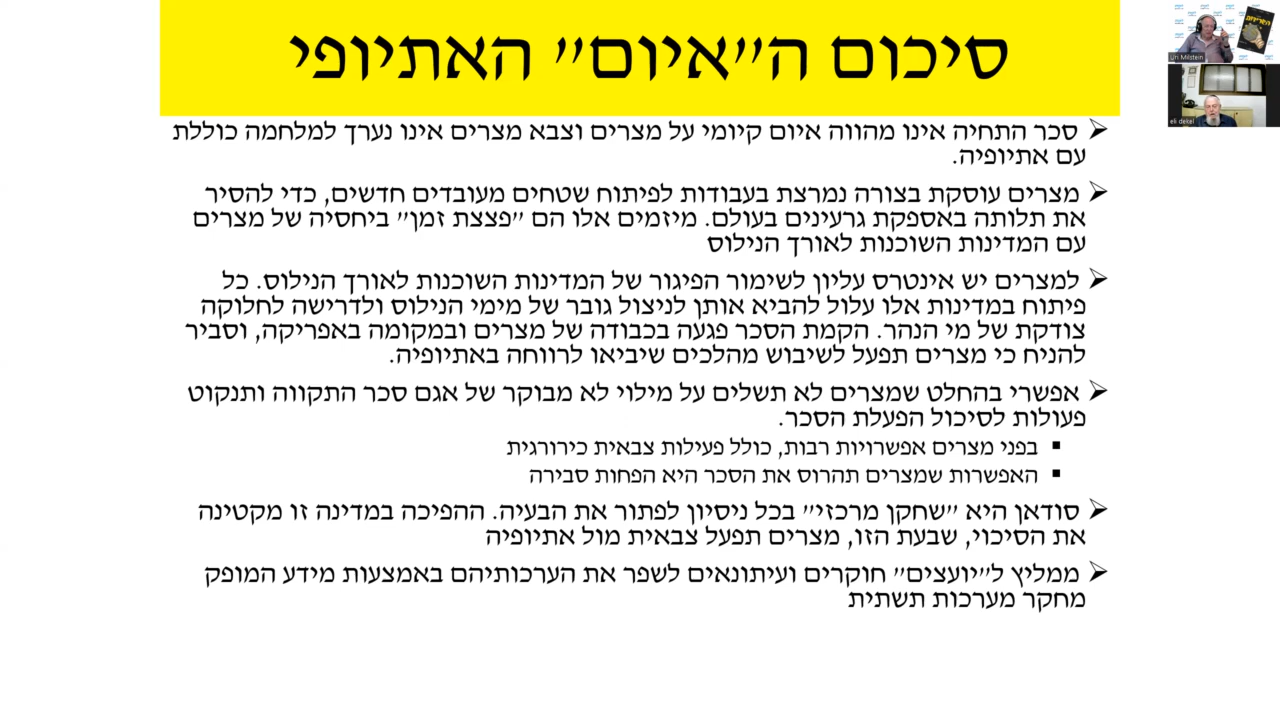 סיכום ה״איום״ האתיופי
סכר התחיה אינו מהווה איום קיומי על מצרים וצבא מצרים אינו נערך למלחמה כוללת
עם אתיופיה.
מצרים עוסקת בצורה נמרצת בעבודות לפיתוח שטחים מעובדים חדשים, כדי להסיר
את תלותה באספקת גרעינים בעולם. מיזמים אלו הם ״פצצת זמן״ ביחסיה של מצרים
עם המדינות השוכנות לאורך הנילוס
למצרים יש אינטרס עליון לשימור הפיגור של המדינות השוכנות לאורך הנילוס. כל
פיתוח במדינות אלו עלול להביא אותן לניצול גובר של מימי הנילוס ולדרישה לחלוקה
צודקת של מי הנהר. הקמת הסכר פגעה בכבודה של מצרים ובמקומה באפריקה, וסביר
להניח כי מצרים תפעל לשיבוש מהלכים שיביאו לרווחה באתיופיה.
אפשרי בהחלט שמצרים לא תשלים על מילוי לא מבוקר של אגם סכר התקווה ותנקוט
פעולות לסיכול הפעלת הסכר.
בפני מצרים אפשרויות רבות, כולל פעילות צבאית כירורגית
האפשרות שמצרים תהרוס את הסכר היא הפחות סבירה
סודאן היא ״שחקן מרכזי״ בכל ניסיון לפתור את הבעיה. ההפיכה במדינה זו מקטינה
את הסיכוי, שבעת הזו, מצרים תפעל צבאית מול אתיופיה
ממליץ ל״יועצים״ חוקרים ועיתונאים לשפר את הערכותיהם באמצעות מידע המופק
מחקר מערכות תשתית
Uri Milstein
eli dekel